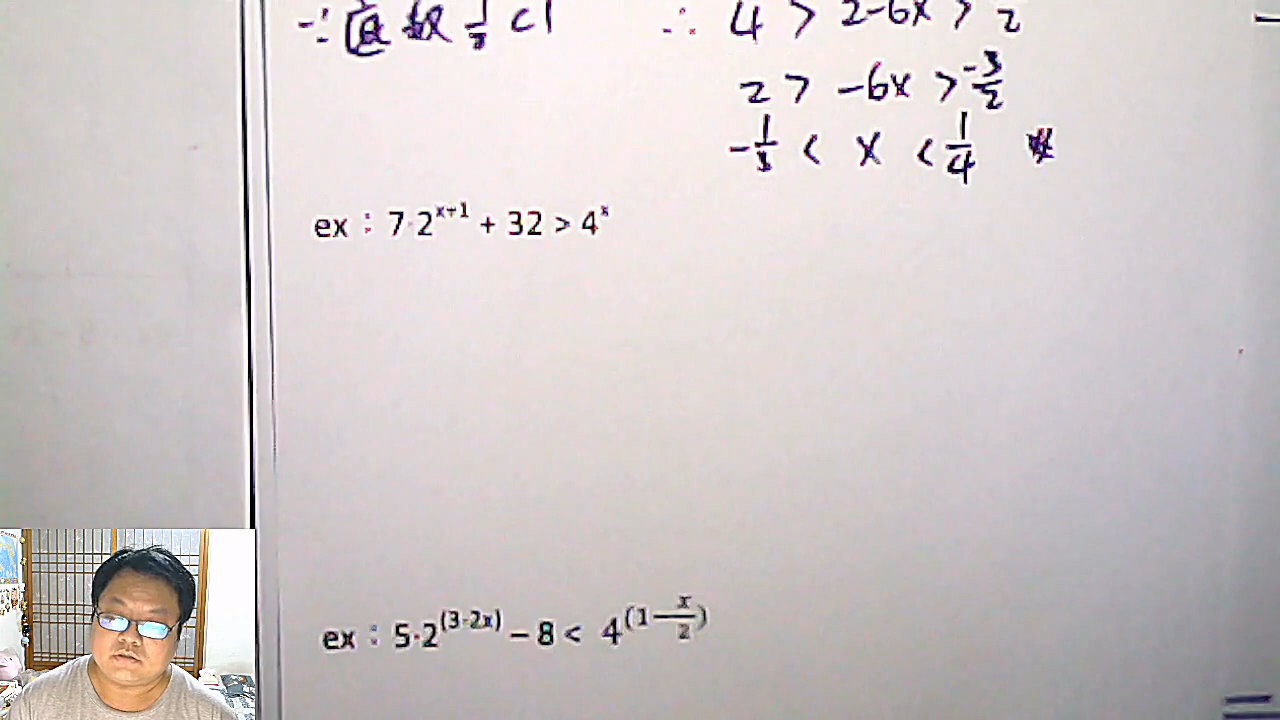 ∵底數 1/3 < 1 ∴ 4 > 2-6x > 1/2
2 > -6x > -3/2
-1/3 < x < 1/4
ex：7·2^{x+1} + 32 > 4^x
ex：5·2^{(3-2x)} - 8 < 4^{(1-x/2)}